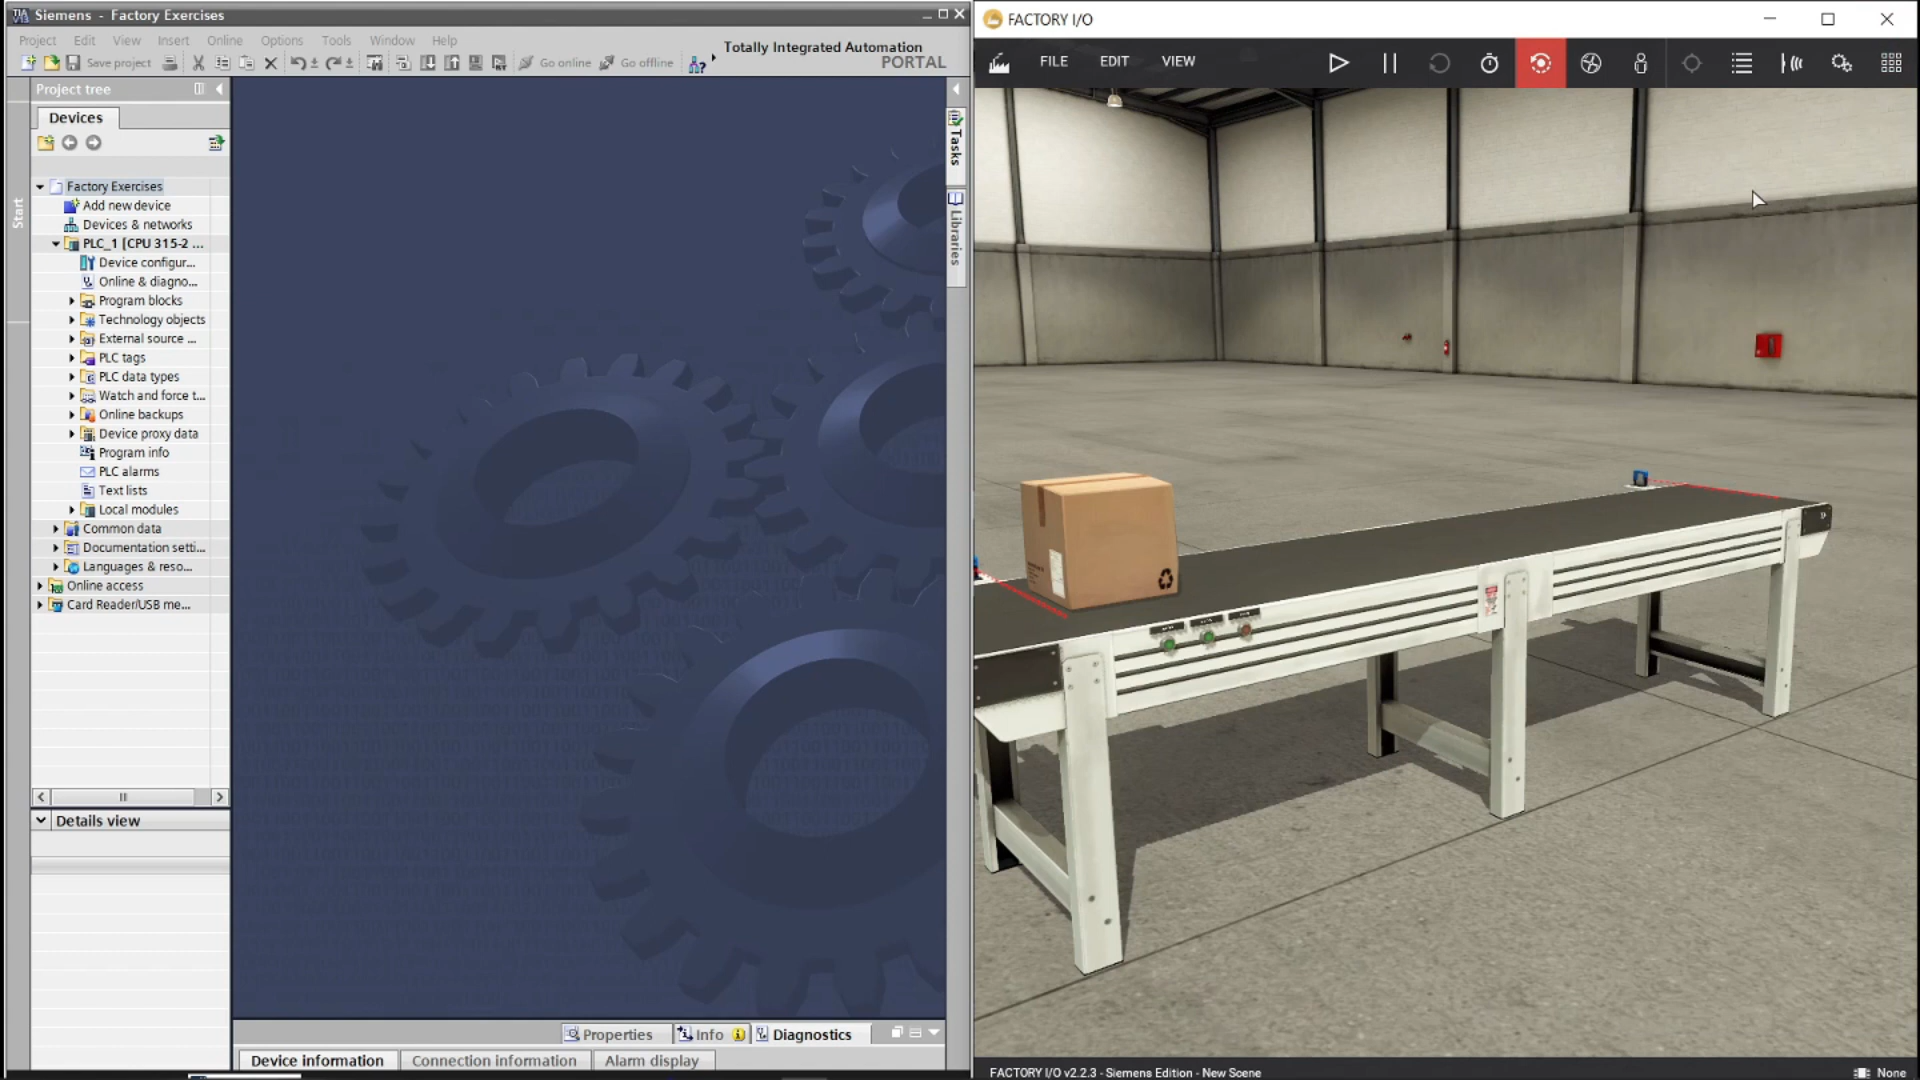 Siemens - Factory Exercises
Project Edit View Insert Online Options Tools Window Help
Save project Go online Go offline
Totally Integrated Automation
PORTAL
Project tree
Devices
Start
Factory Exercises
Add new device
Devices & networks
PLC_1 [CPU 315-2 ...
Device configur...
Online & diagno...
Program blocks
Technology objects
External source ...
PLC tags
PLC data types
Watch and force t...
Online backups
Device proxy data
Program info
PLC alarms
Text lists
Local modules
Common data
Documentation setti...
Languages & reso...
Online access
Card Reader/USB me...
Details view
Tasks
Libraries
Properties Info Diagnostics
Device information Connection information Alarm display
FACTORY I/O
FILE EDIT VIEW
FACTORY I/O v2.2.3 - Siemens Edition - New Scene
None